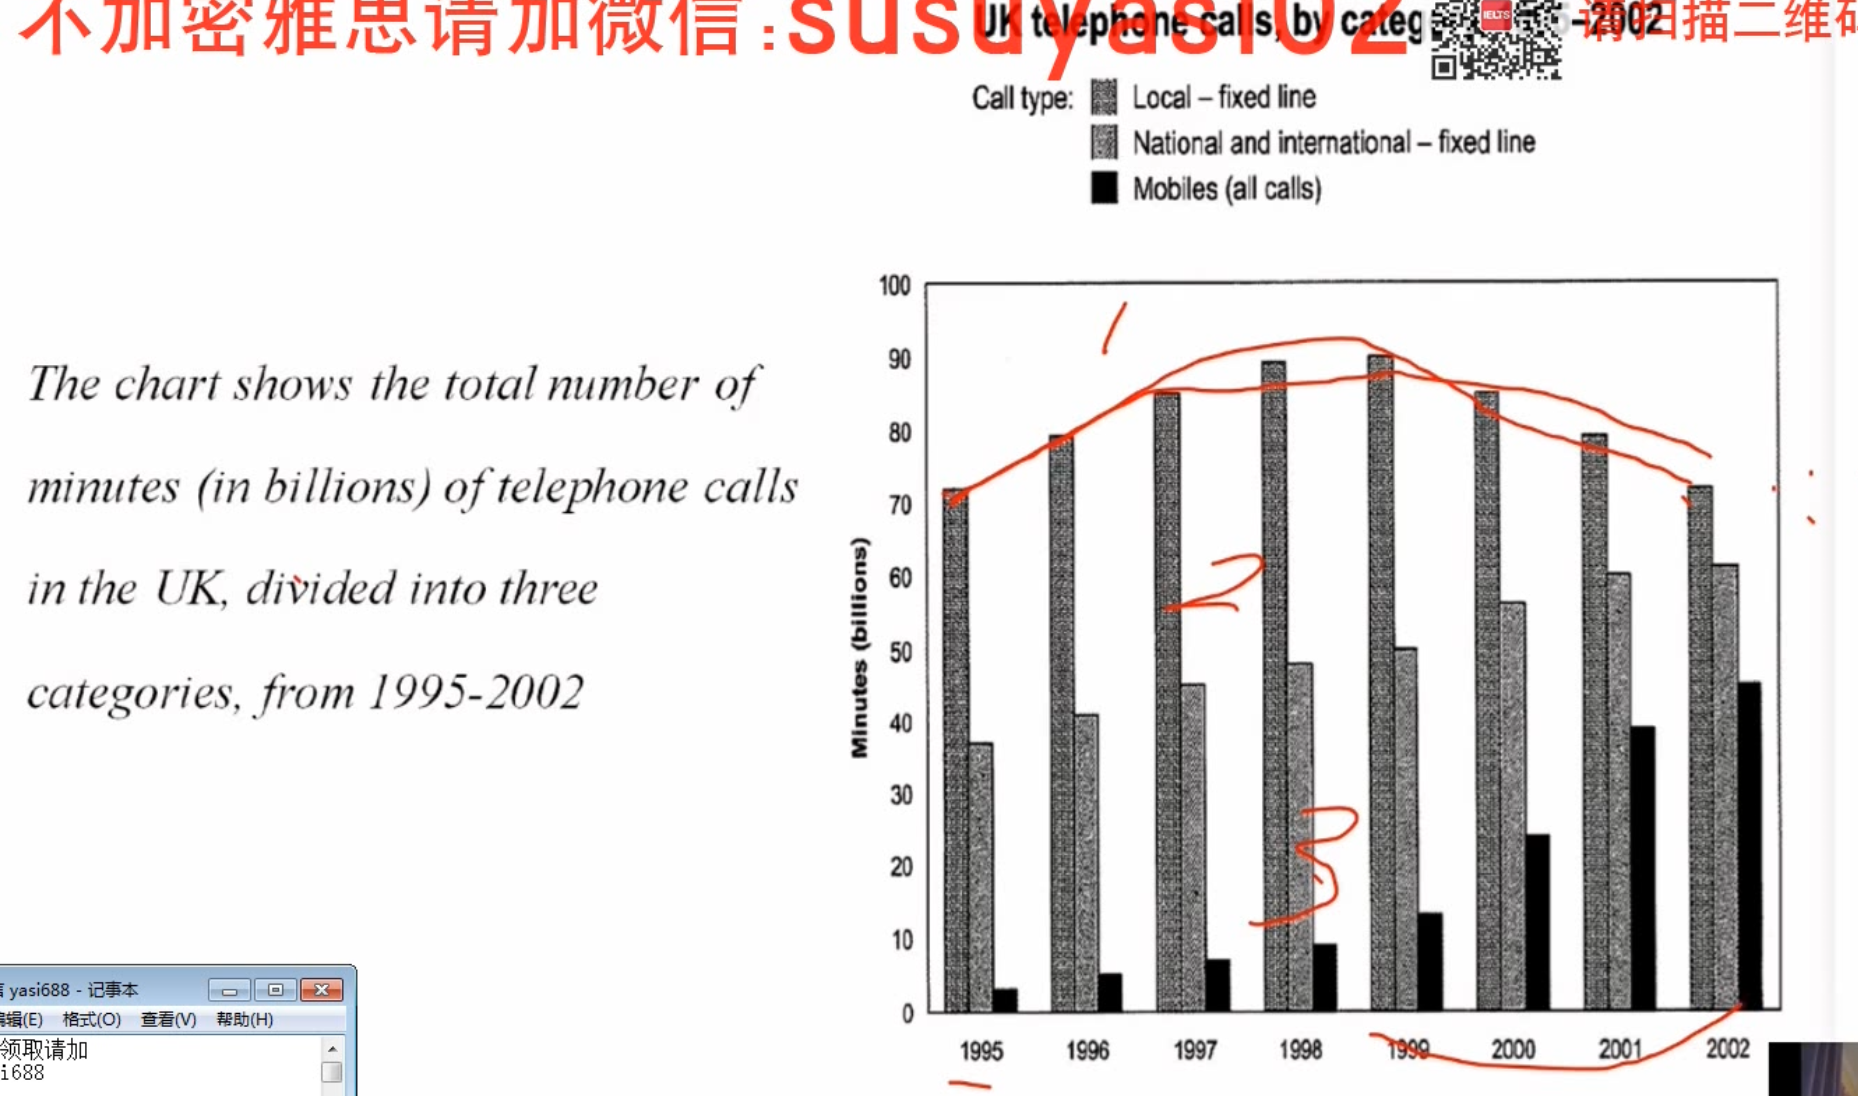 不加密雅思请加微信:susuyasi02
请扫描二维码
UK telephone calls, by categ
-2002
IELTS
Call type:
Local – fixed line
National and international – fixed line
Mobiles (all calls)
The chart shows the total number of
minutes (in billions) of telephone calls
in the UK, divided into three
categories, from 1995-2002
Minutes (billions)
100
90
80
70
60
50
40
30
20
10
0
1995 1996 1997 1998 1999 2000 2001 2002
1
2
3
yasi688 - 记事本
编辑(E) 格式(O) 查看(V) 帮助(H)
领取请加
i688